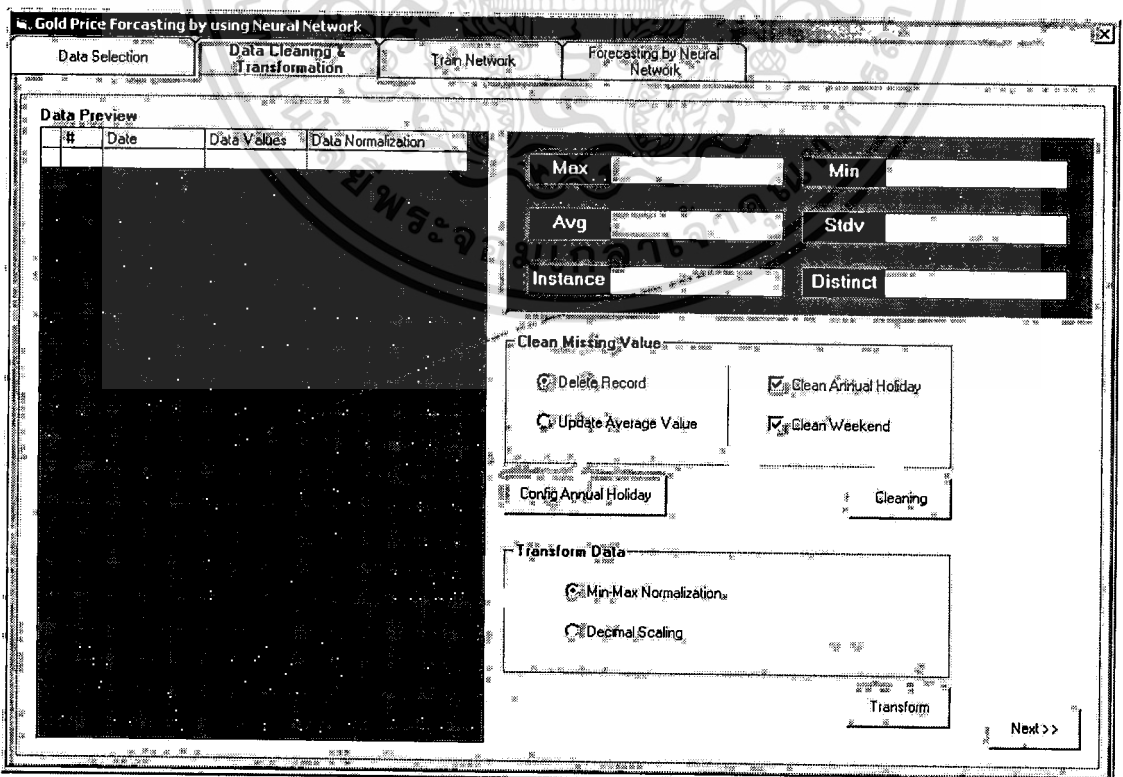 Gold Price Forcasting by using Neural Network
Data Selection
Data Cleaning &
Transformation
Train Network
Forecasting by Neural
Network
Data Preview
# Date Data Values Data Normalization
Max
Min
Avg
Stdv
Instance
Distinct
Clean Missing Value
Delete Record
Clean Annual Holiday
Update Average Value
Clean Weekend
Config Annual Holiday
Cleaning
Transform Data
Min-Max Normalization
Decimal Scaling
Transform
Next >>